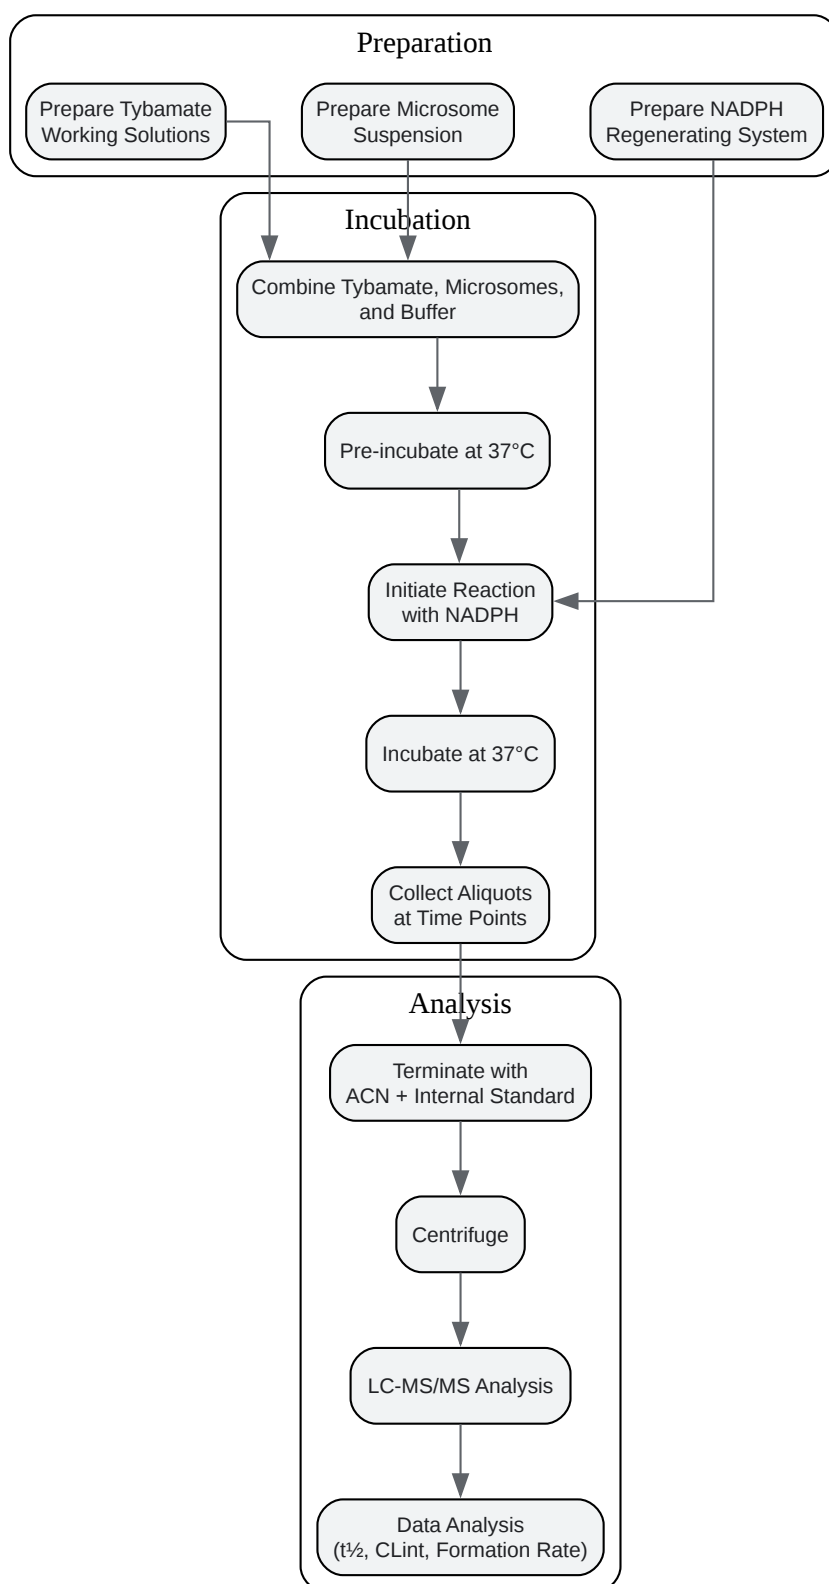 Preparation
Prepare Tybamate
Working Solutions
Prepare Microsome
Suspension
Prepare NADPH
Regenerating System
Incubation
Combine Tybamate, Microsomes,
and Buffer
Pre-incubate at 37°C
Initiate Reaction
with NADPH
Incubate at 37°C
Collect Aliquots
at Time Points
Analysis
Terminate with
ACN + Internal Standard
Centrifuge
LC-MS/MS Analysis
Data Analysis
(t½, CLint, Formation Rate)